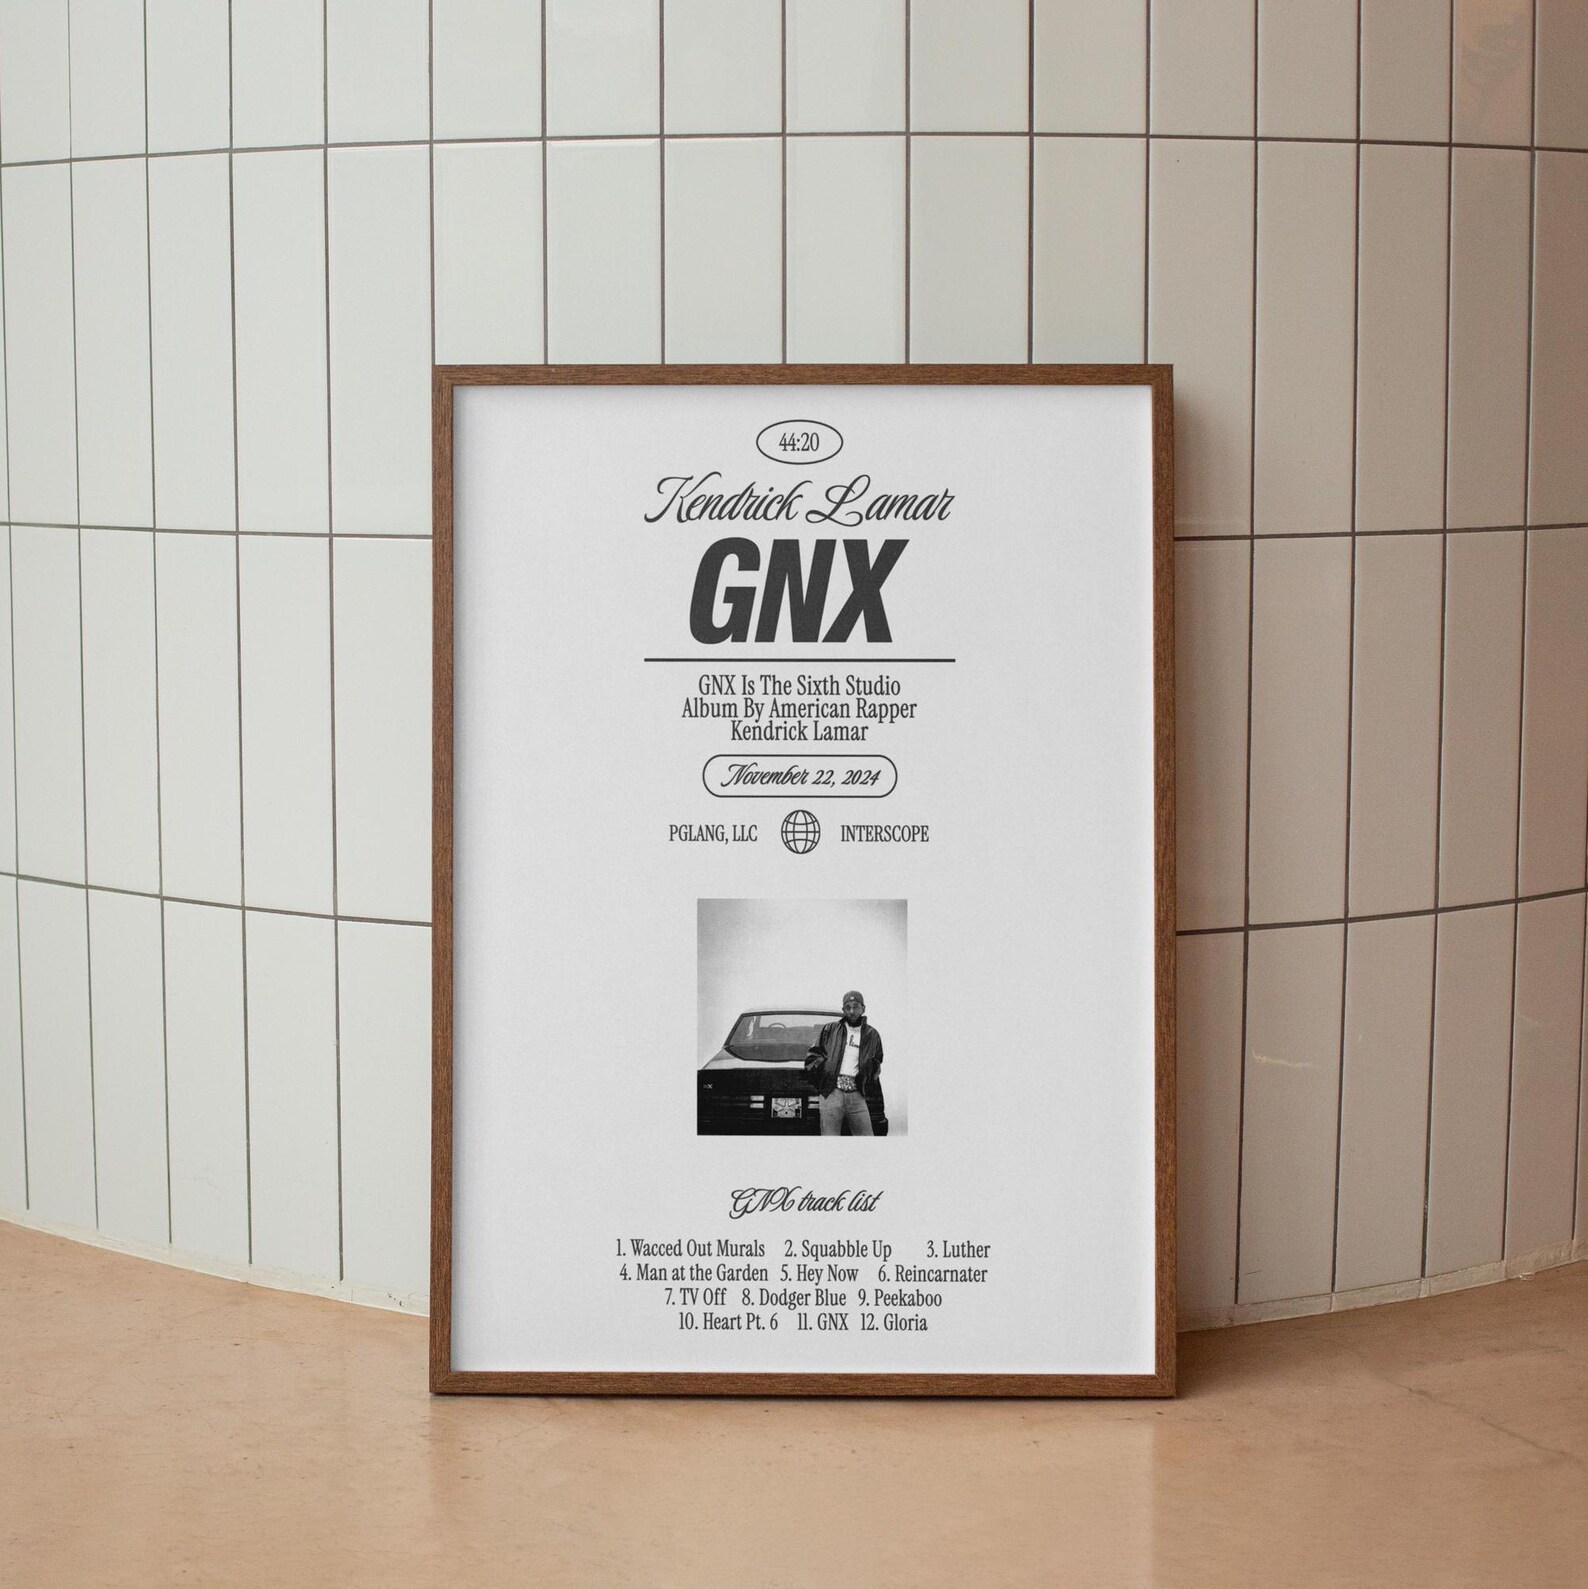 44:20
Kendrick Lamar
GNX
GNX Is The Sixth Studio
Album By American Rapper
Kendrick Lamar
November 22, 2024
PGLANG, LLC INTERSCOPE
GNX track list
1. Wacced Out Murals 2. Squabble Up 3. Luther
4. Man at the Garden 5. Hey Now 6. Reincarnater
7. TV Off 8. Dodger Blue 9. Peekaboo
10. Heart Pt. 6 11. GNX 12. Gloria